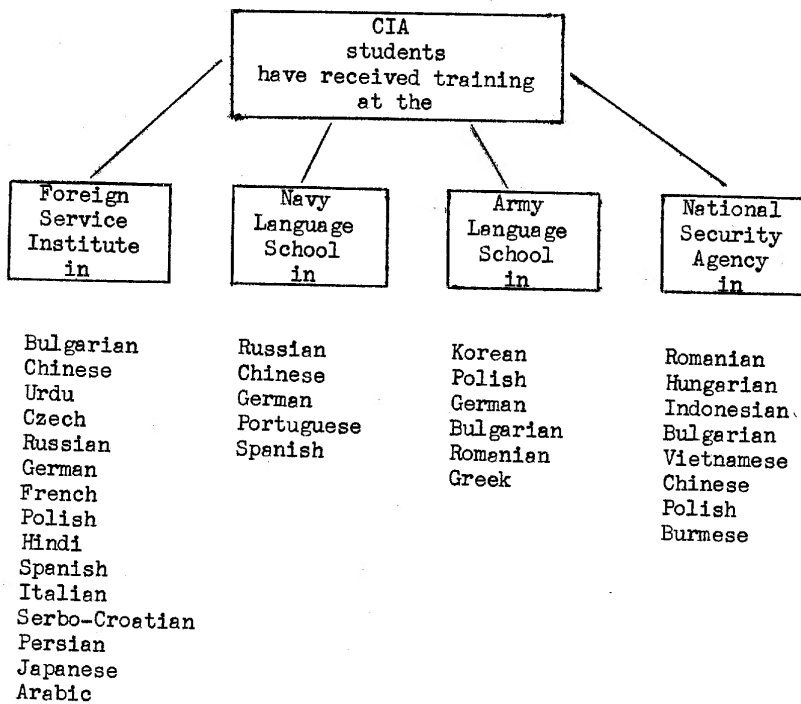 CIA
students
have received training
at the
Foreign
Service
Institute
in
Navy
Language
School
in
Army
Language
School
in
National
Security
Agency
in
Bulgarian
Chinese
Urdu
Czech
Russian
German
French
Polish
Hindi
Spanish
Italian
Serbo-Croatian
Persian
Japanese
Arabic
Russian
Chinese
German
Portuguese
Spanish
Korean
Polish
German
Bulgarian
Romanian
Greek
Romanian
Hungarian
Indonesian
Bulgarian
Vietnamese
Chinese
Polish
Burmese